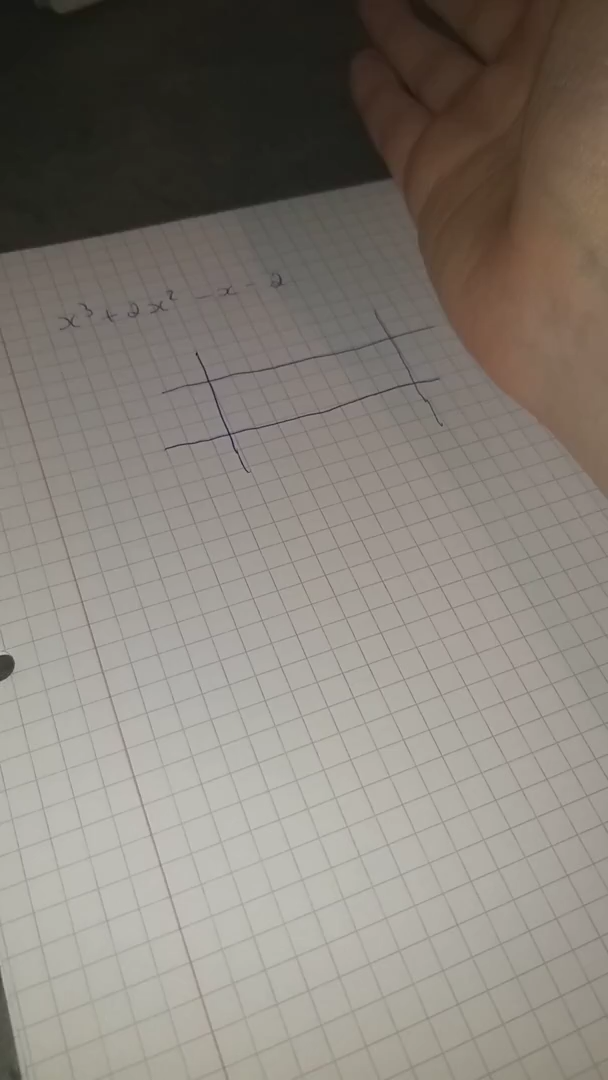 x³ + 2x² - x - 2